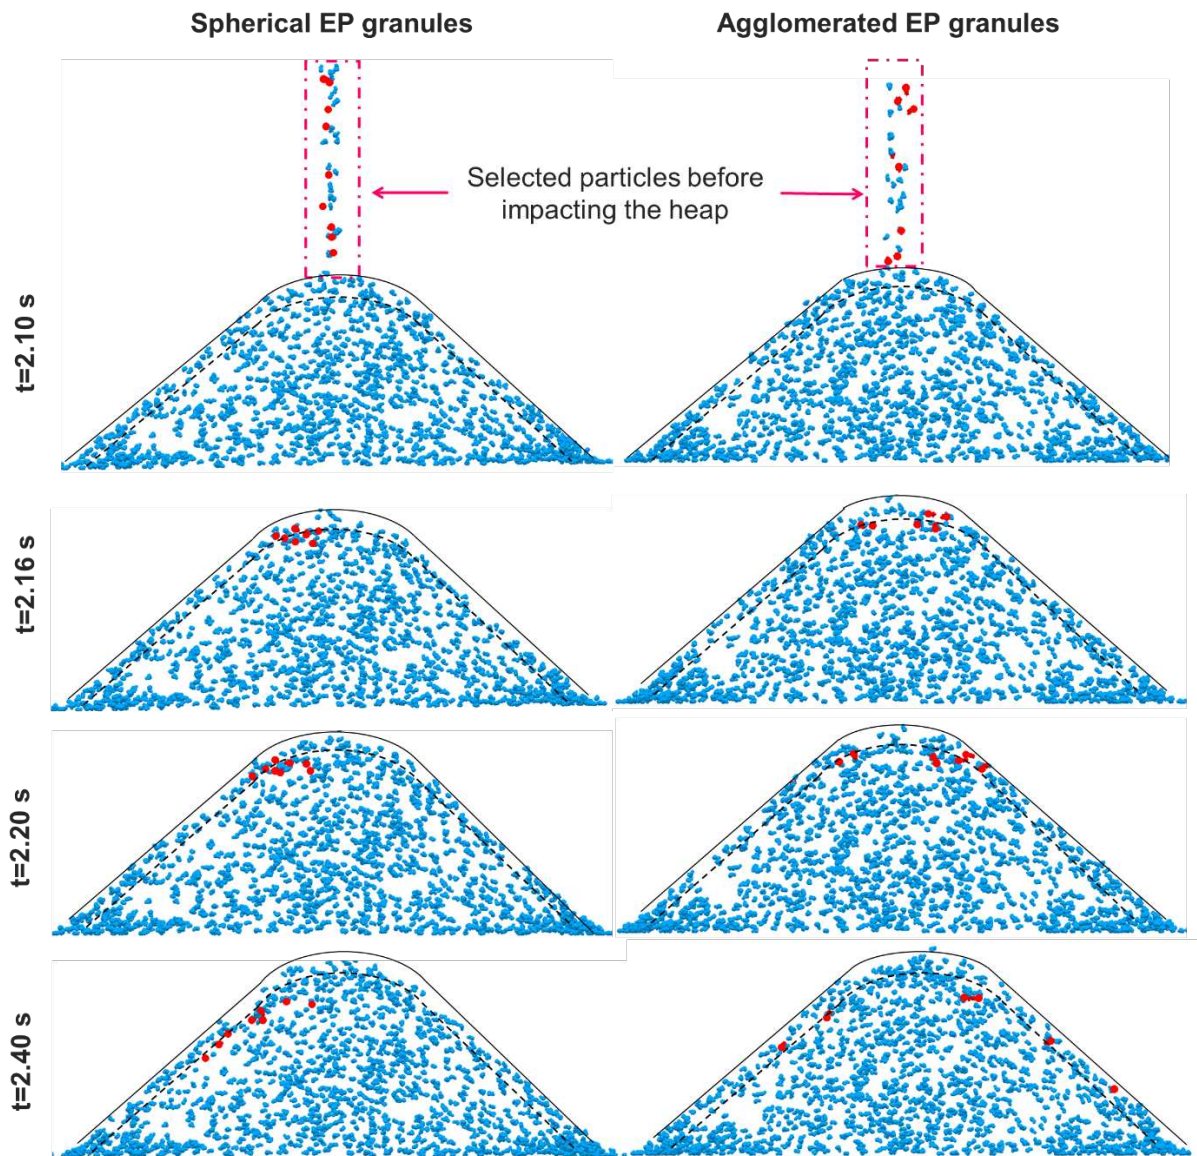 Spherical EP granules
Agglomerated EP granules
Selected particles before
impacting the heap
t=2.10 s
t=2.16 s
t=2.20 s
t=2.40 s